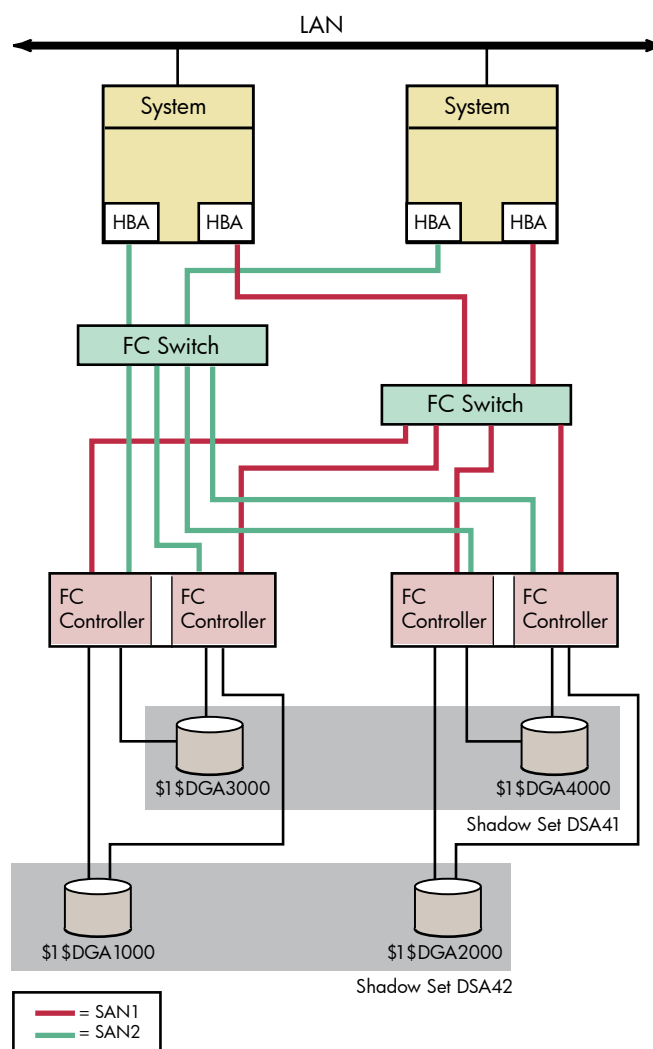 LAN
System
System
HBA
HBA
HBA
HBA
FC Switch
FC Switch
FC
Controller
FC
Controller
FC
Controller
FC
Controller
$1$DGA3000
$1$DGA4000
Shadow Set DSA41
$1$DGA1000
$1$DGA2000
Shadow Set DSA42
= SAN1
= SAN2